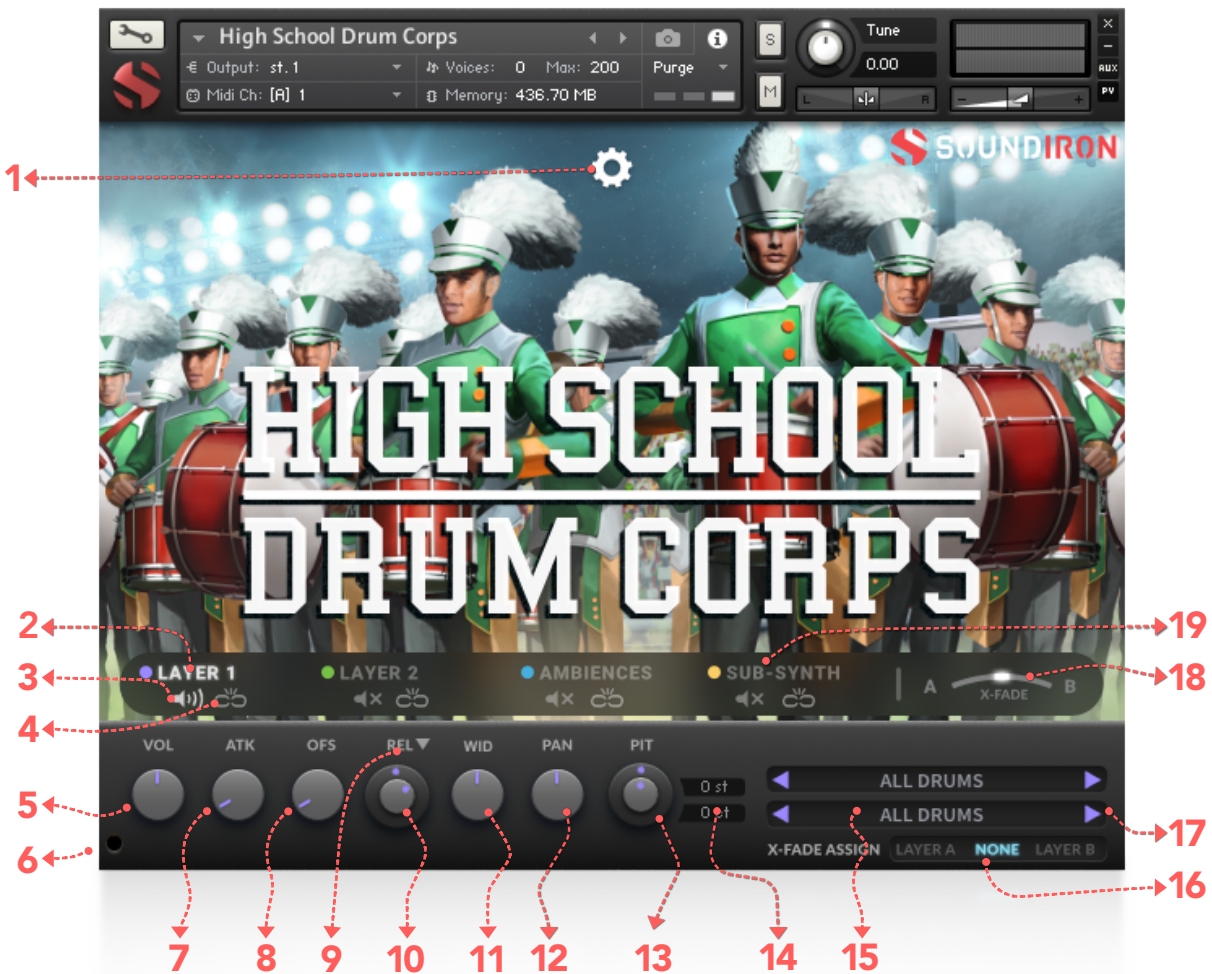 High School Drum Corps
Output: st.1
Voices: 0 Max: 200
Purge
Midi Ch: [A] 1
Memory: 436.70 MB
S
M
Tune
0.00
L
R
-
+
×
-
AUX
PV
SOUNDIRON
1
HIGH SCHOOL
DRUM CORPS
2
19
LAYER 1
LAYER 2
AMBIENCES
SUB-SYNTH
3
A
X-FADE
B
18
4
VOL
ATK
OFS
REL
WID
PAN
PIT
0 st
ALL DRUMS
5
0 st
ALL DRUMS
17
6
X-FADE ASSIGN
LAYER A
NONE
LAYER B
16
7
8
9
10
11
12
13
14
15